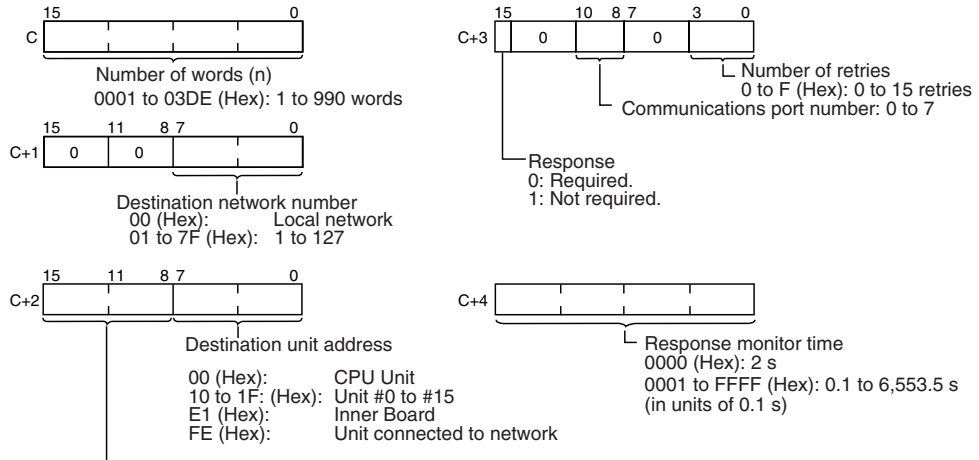 15 0
C
Number of words (n)
0001 to 03DE (Hex): 1 to 990 words
15 11 8 7 0
C+1 0 0
Destination network number
00 (Hex): Local network
01 to 7F (Hex): 1 to 127
15 11 8 7 0
C+2
Destination unit address
00 (Hex): CPU Unit
10 to 1F: (Hex): Unit #0 to #15
E1 (Hex): Inner Board
FE (Hex): Unit connected to network
15 10 8 7 3 0
C+3 0 0
Number of retries
0 to F (Hex): 0 to 15 retries
Communications port number: 0 to 7
Response
0: Required.
1: Not required.
C+4
Response monitor time
0000 (Hex): 2 s
0001 to FFFF (Hex): 0.1 to 6,553.5 s
(in units of 0.1 s)